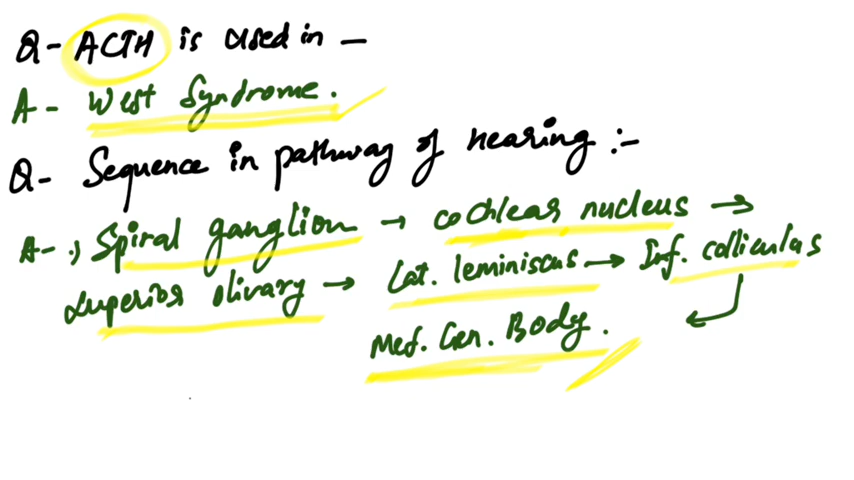 Q- ACTH is used in -
A- West Syndrome.
Q- Sequence in pathway of hearing :-
A- Spiral ganglion → cochlear nucleus →
Superior olivary → Lat. leminiscus → Inf. colliculus
Med. Gen. Body.